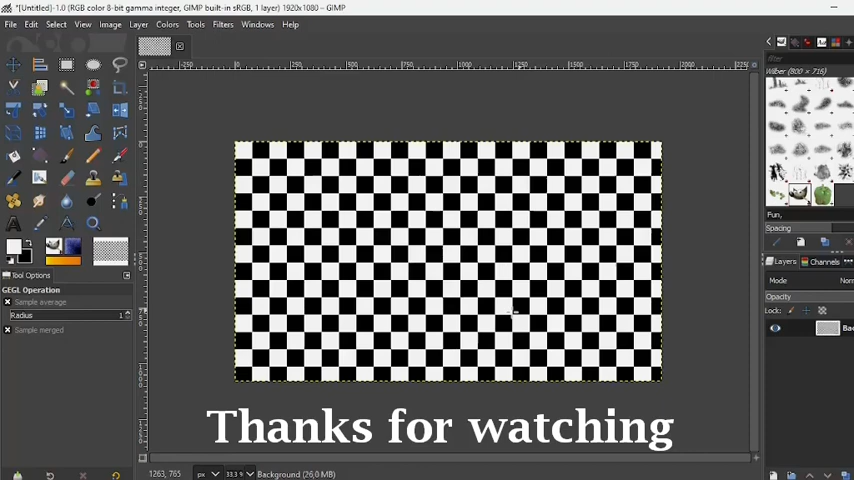 *[Untitled]-1.0 (RGB color 8-bit gamma integer, GIMP built-in sRGB, 1 layer) 1920x1080 – GIMP
File Edit Select View Image Layer Colors Tools Filters Windows Help
filter
Wilber (800 × 716)
Fun,
Spacing
Tool Options
GEGL Operation
Sample average
Radius 1
Sample merged
Layers Channels
Mode Norm
Opacity
Lock:
Thanks for watching
1263, 765 px 33.3 % Background (26,0 MB)